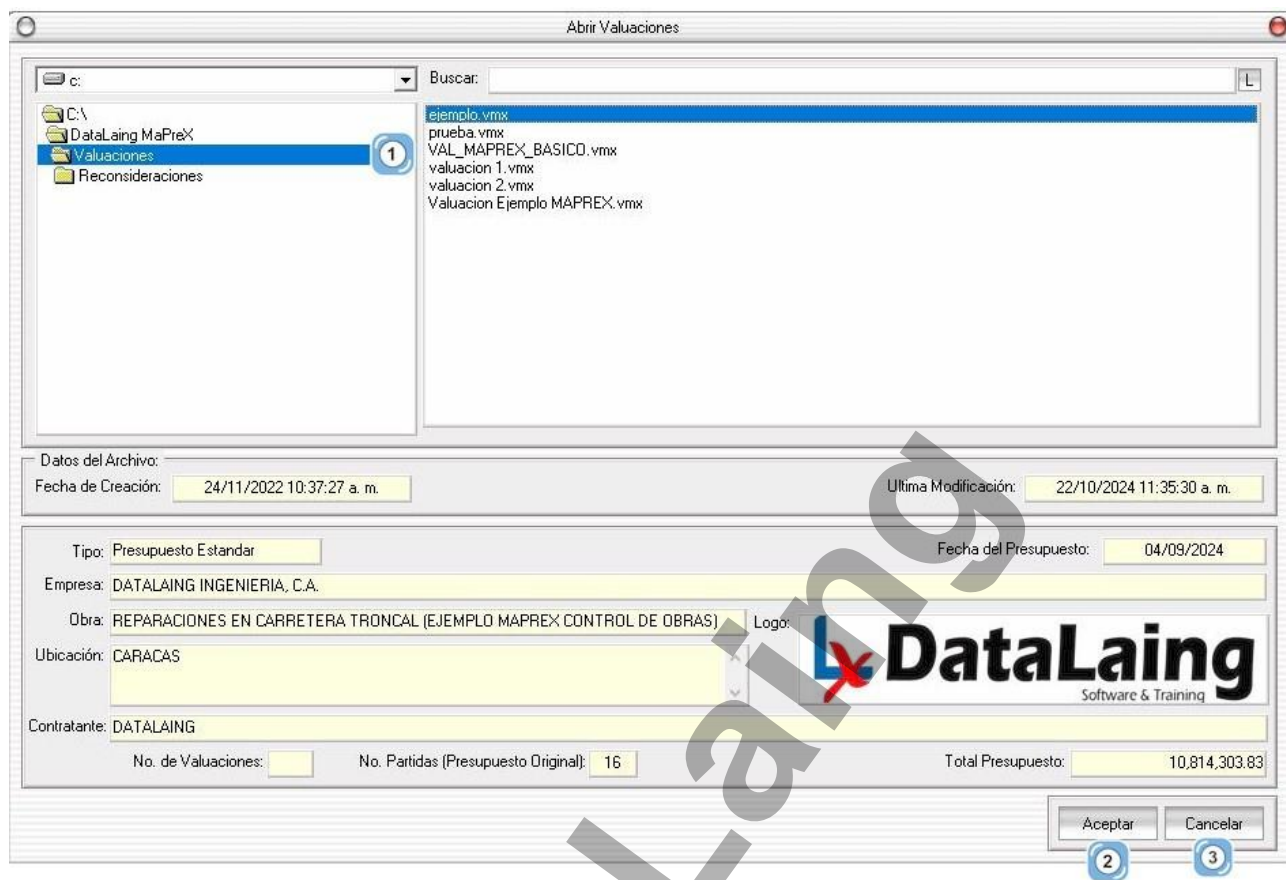 Abrir Valuaciones
c:
Buscar:
L
C:\
DataLaing MaPreX
Valuaciones
Reconsideraciones
1
ejemplo.vmx
prueba.vmx
VAL_MAPREX_BASICO.vmx
valuacion 1.vmx
valuacion 2.vmx
Valuacion Ejemplo MAPREX.vmx
Datos del Archivo:
Fecha de Creación: 24/11/2022 10:37:27 a. m. Ultima Modificación: 22/10/2024 11:35:30 a. m.
Tipo: Presupuesto Estandar Fecha del Presupuesto: 04/09/2024
Empresa: DATALAING INGENIERIA, C.A.
Obra: REPARACIONES EN CARRETERA TRONCAL (EJEMPLO MAPREX CONTROL DE OBRAS) Logo:
Lx DataLaing
Software & Training
Ubicación: CARACAS
Contratante: DATALAING
No. de Valuaciones: No. Partidas (Presupuesto Original): 16 Total Presupuesto: 10,814,303.83
Aceptar Cancelar
2 3
Laing